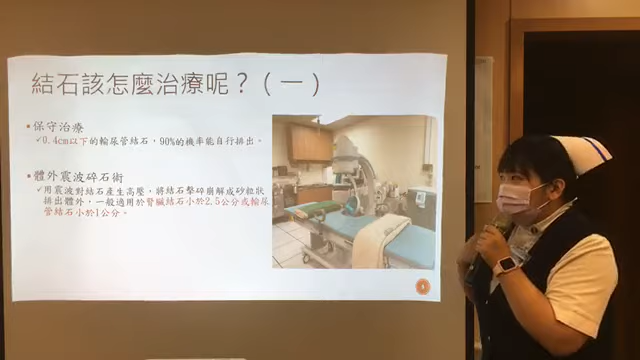 結石該怎麼治療呢？（一）
保守治療
✓0.4cm以下的輸尿管結石，90%的機率能自行排出。
體外震波碎石術
✓用震波對結石產生高壓，將結石擊碎崩解成砂粒狀
排出體外，一般適用於腎臟結石小於2.5公分或輸尿
管結石小於1公分。